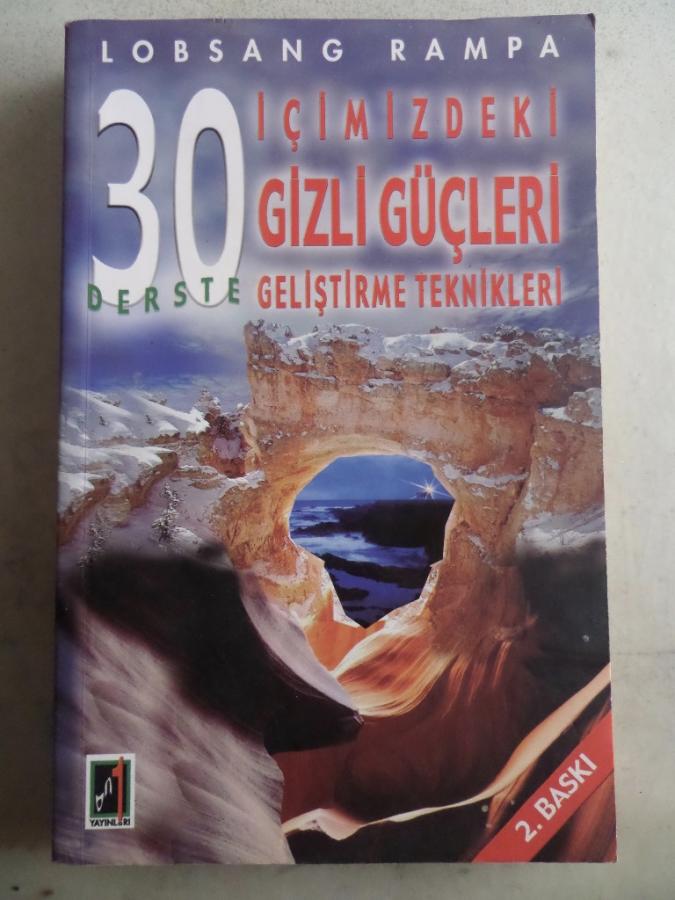 LOBSANG RAMPA
30
DERSTE
İÇİMİZDEKİ
GİZLİ GÜÇLERİ
GELİŞTİRME TEKNİKLERİ
2. BASKI
YAYINLARI